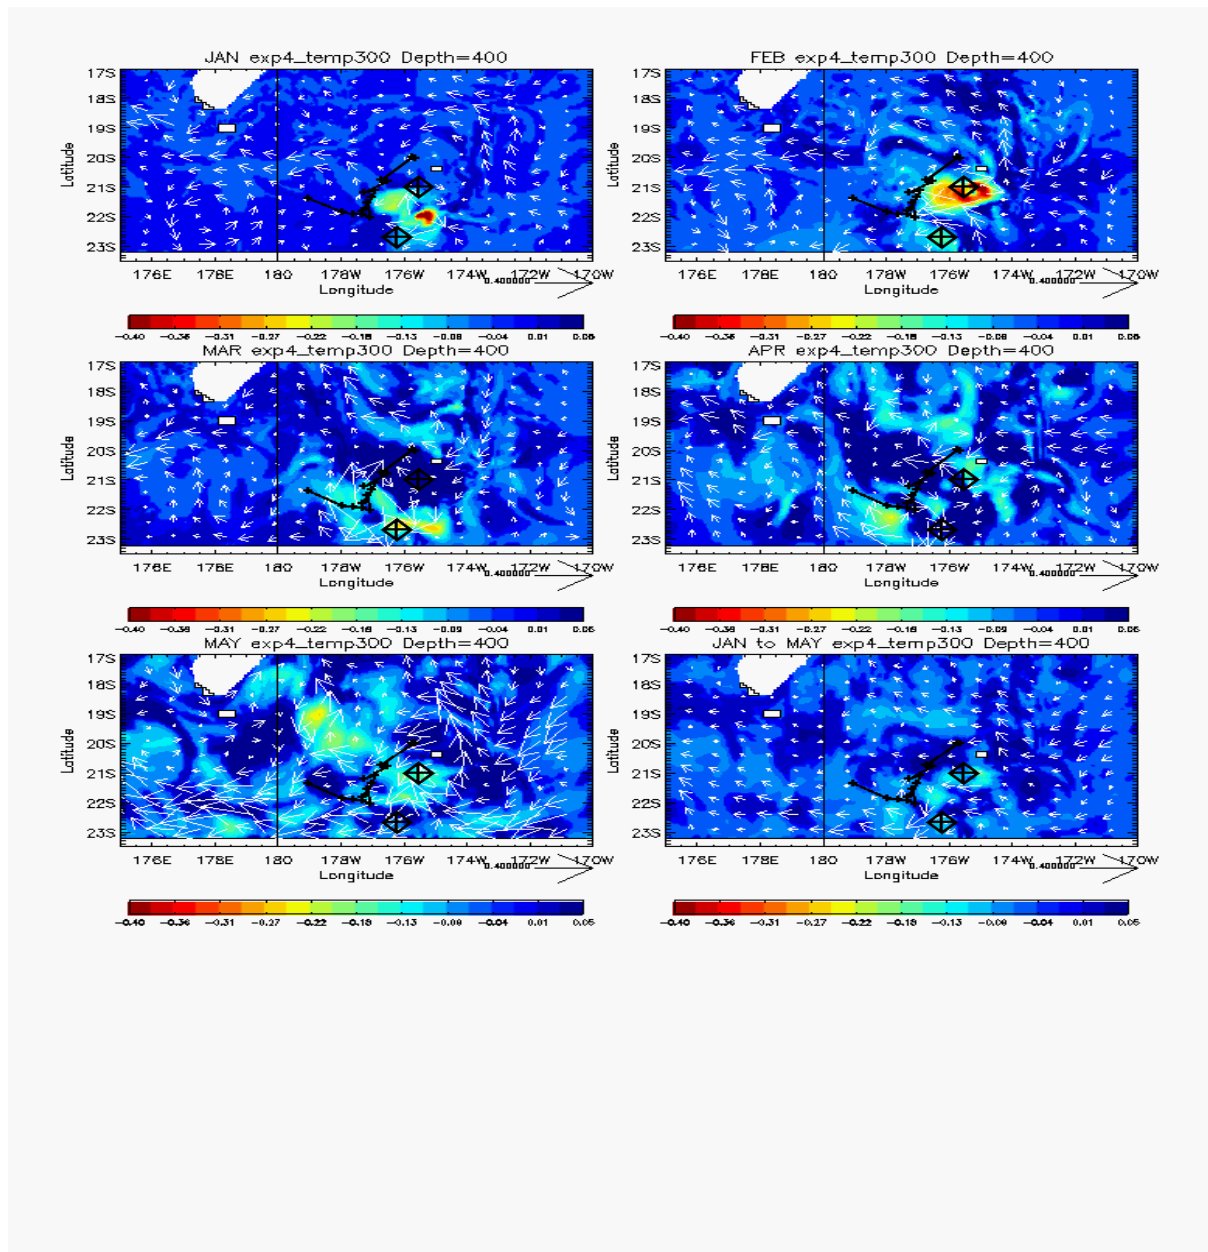 JAN exp4_temp300 Depth=400
FEB exp4_temp300 Depth=400
17S 18S 19S 20S 21S 22S 23S
Latitude
17S 18S 19S 20S 21S 22S 23S
Latitude
176E 178E 180 178W 176W 174W 172W 170W
0.400000
Longitude
176E 178E 180 178W 176W 174W 172W 170W
0.400000
Longitude
-0.40 -0.36 -0.31 -0.27 -0.22 -0.18 -0.13 -0.09 -0.04 0.01 0.05
-0.40 -0.36 -0.31 -0.27 -0.22 -0.18 -0.13 -0.09 -0.04 0.01 0.05
MAR exp4_temp300 Depth=400
APR exp4_temp300 Depth=400
17S 18S 19S 20S 21S 22S 23S
Latitude
17S 18S 19S 20S 21S 22S 23S
Latitude
176E 178E 180 178W 176W 174W 172W 170W
0.400000
Longitude
176E 178E 180 178W 176W 174W 172W 170W
0.400000
Longitude
-0.40 -0.36 -0.31 -0.27 -0.22 -0.18 -0.13 -0.09 -0.04 0.01 0.05
-0.40 -0.36 -0.31 -0.27 -0.22 -0.18 -0.13 -0.09 -0.04 0.01 0.05
MAY exp4_temp300 Depth=400
JAN to MAY exp4_temp300 Depth=400
17S 18S 19S 20S 21S 22S 23S
Latitude
17S 18S 19S 20S 21S 22S 23S
Latitude
176E 178E 180 178W 176W 174W 172W 170W
0.400000
Longitude
176E 178E 180 178W 176W 174W 172W 170W
0.400000
Longitude
-0.40 -0.36 -0.31 -0.27 -0.22 -0.18 -0.13 -0.09 -0.04 0.01 0.05
-0.40 -0.36 -0.31 -0.27 -0.22 -0.18 -0.13 -0.09 -0.04 0.01 0.05